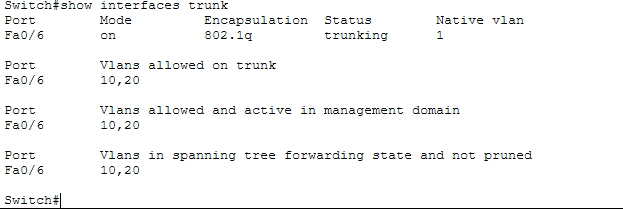 Switch#show interfaces trunk
Port        Mode         Encapsulation  Status        Native vlan
Fa0/6       on           802.1q         trunking      1
Port        Vlans allowed on trunk
Fa0/6       10,20
Port        Vlans allowed and active in management domain
Fa0/6       10,20
Port        Vlans in spanning tree forwarding state and not pruned
Fa0/6       10,20
Switch#